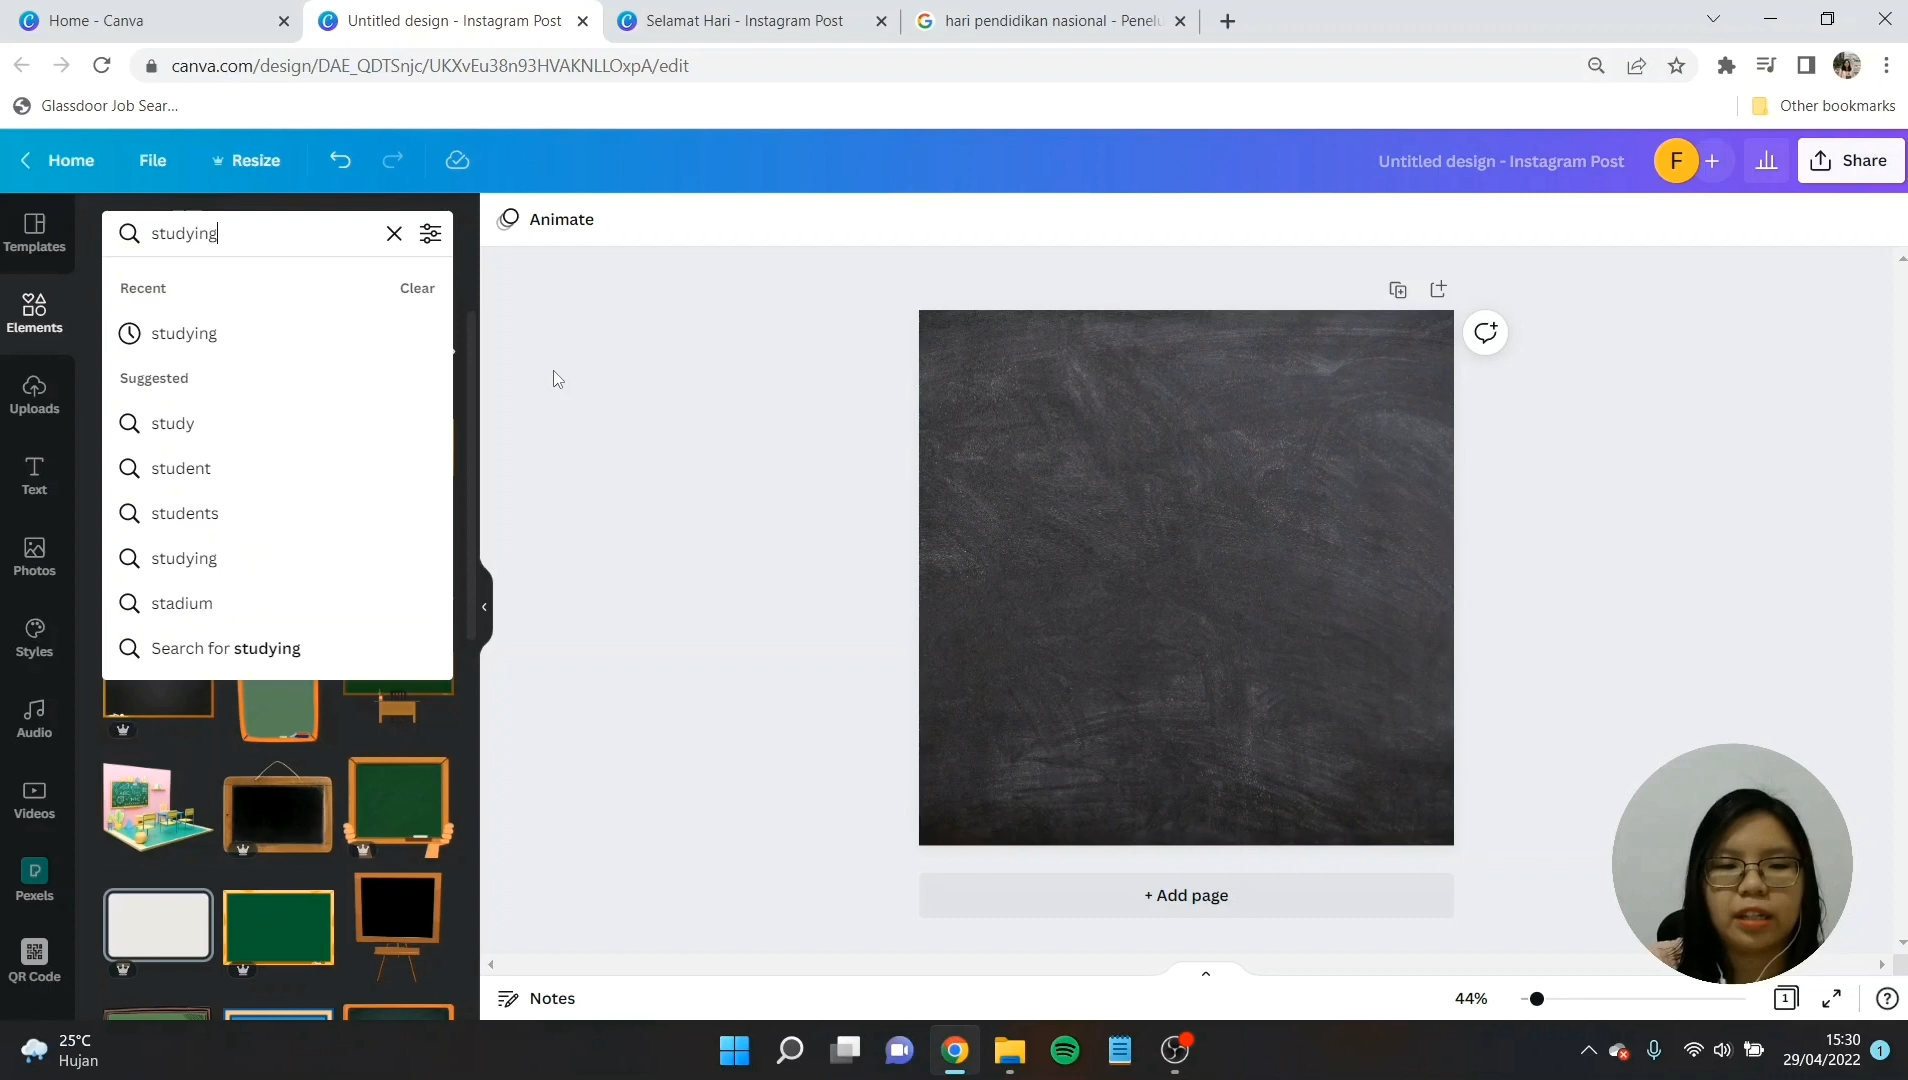 Home - Canva
Untitled design - Instagram Post
Selamat Hari - Instagram Post
hari pendidikan nasional - Penelu
canva.com/design/DAE_QDTSnjc/UKXvEu38n93HVAKNLLOxpA/edit
Glassdoor Job Sear...
Other bookmarks
Home
File
Resize
Untitled design - Instagram Post
F
Share
Templates
Elements
Uploads
Text
Photos
Styles
Audio
Videos
Pexels
QR Code
studying
Recent
Clear
studying
Suggested
study
student
students
studying
stadium
Search for studying
Animate
+ Add page
Notes
44%
1
25°C
Hujan
15:30
29/04/2022
1